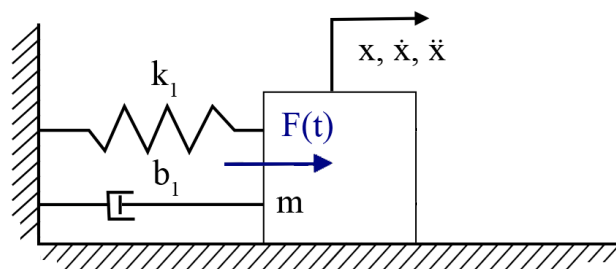 x, ẋ, ẍ
k₁
F(t)
b₁
m